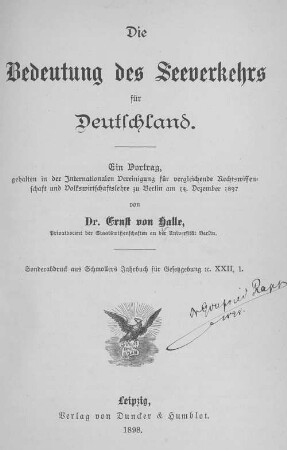 Die
Bedeutung des Seeverkehrs
für
Deutschland.
Ein Vortrag,
gehalten in der Internationalen Vereinigung für vergleichende Rechtswissen-
schaft und Volkswirtschaftslehre zu Berlin am 14. Dezember 1897
von
Dr. Ernst von Halle,
Privatdozent der Staatswissenschaften an der Universität Berlin.
Sonderabdruck aus Schmollers Jahrbuch für Gesetzgebung ꝛc. XXII, 1.
Leipzig,
Verlag von Duncker & Humblot.
1898.